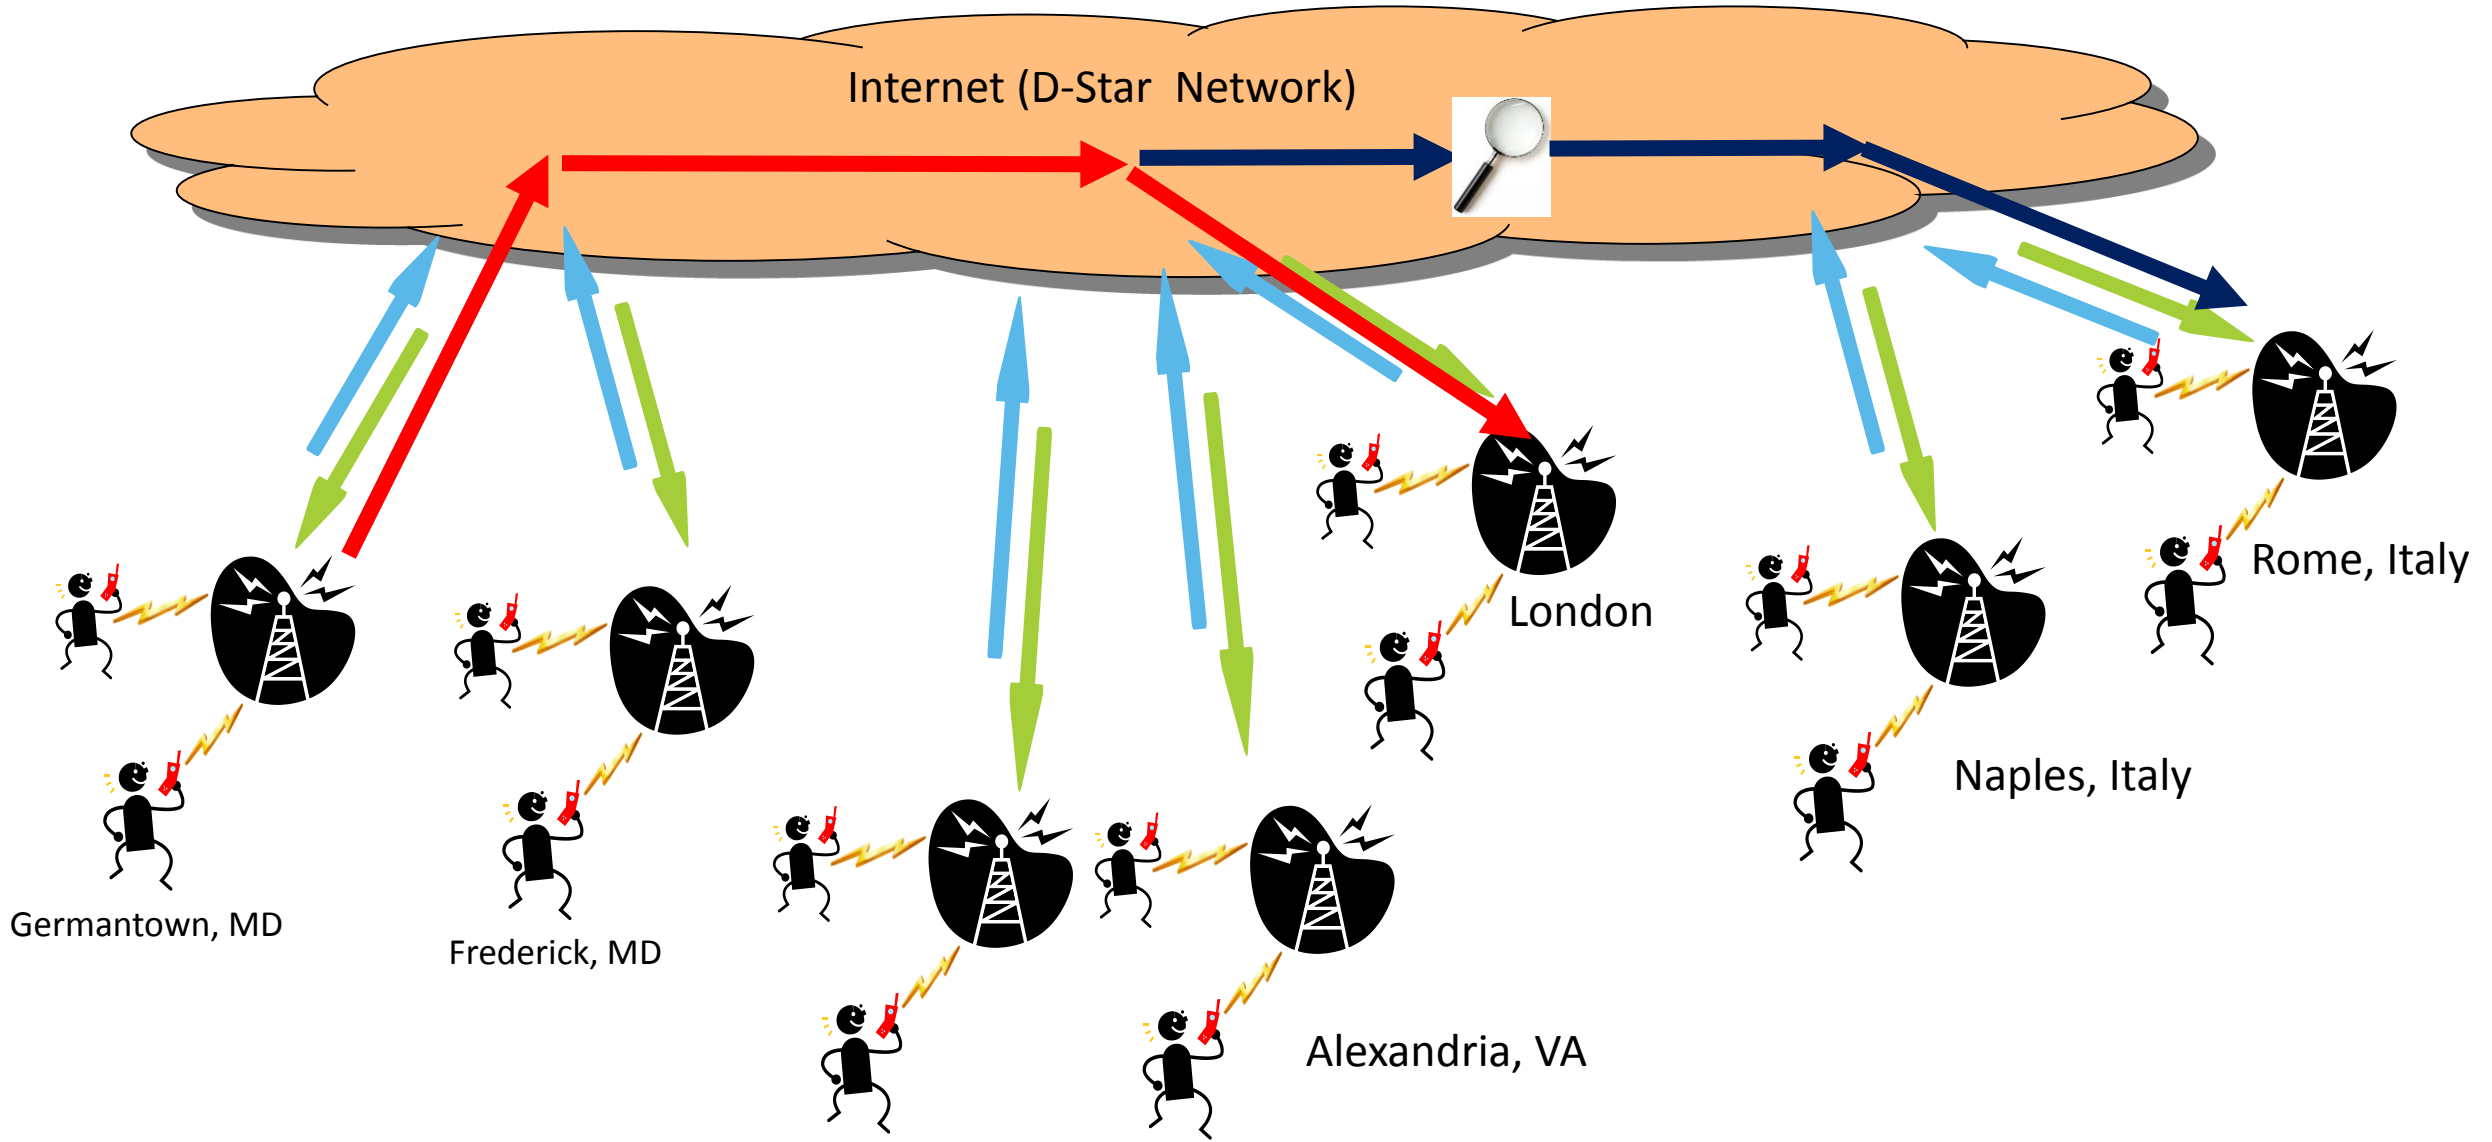 Internet (D-Star  Network)
Rome, Italy
London
Naples, Italy
Germantown, MD
Frederick, MD
Alexandria, VA